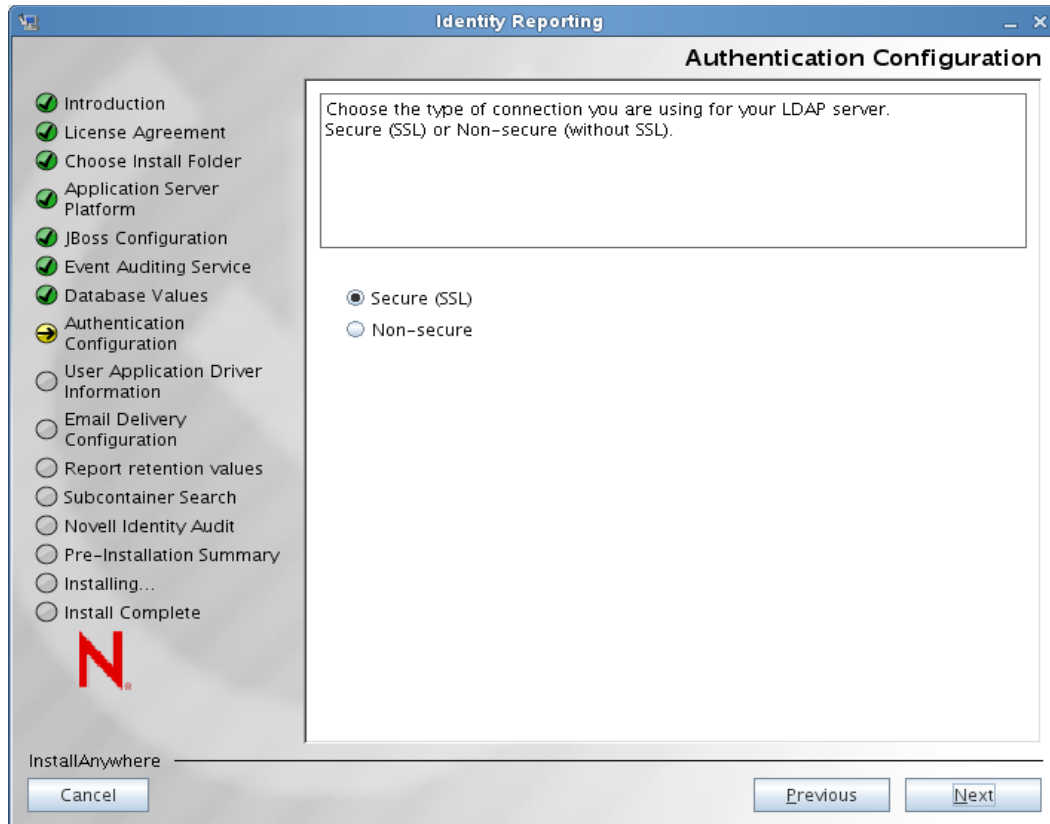 Identity Reporting
Authentication Configuration
Introduction
License Agreement
Choose Install Folder
Application Server
Platform
JBoss Configuration
Event Auditing Service
Database Values
Authentication
Configuration
User Application Driver
Information
Email Delivery
Configuration
Report retention values
Subcontainer Search
Novell Identity Audit
Pre-Installation Summary
Installing...
Install Complete
N®
Choose the type of connection you are using for your LDAP server.
Secure (SSL) or Non-secure (without SSL).
Secure (SSL)
Non-secure
InstallAnywhere
Cancel
Previous
Next